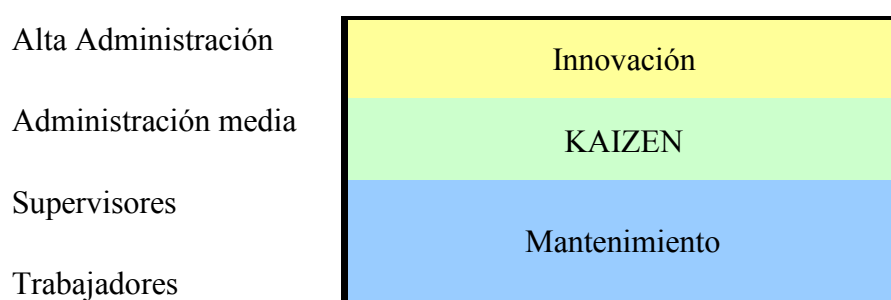 Alta Administración
Innovación
Administración media
KAIZEN
Supervisores
Mantenimiento
Trabajadores